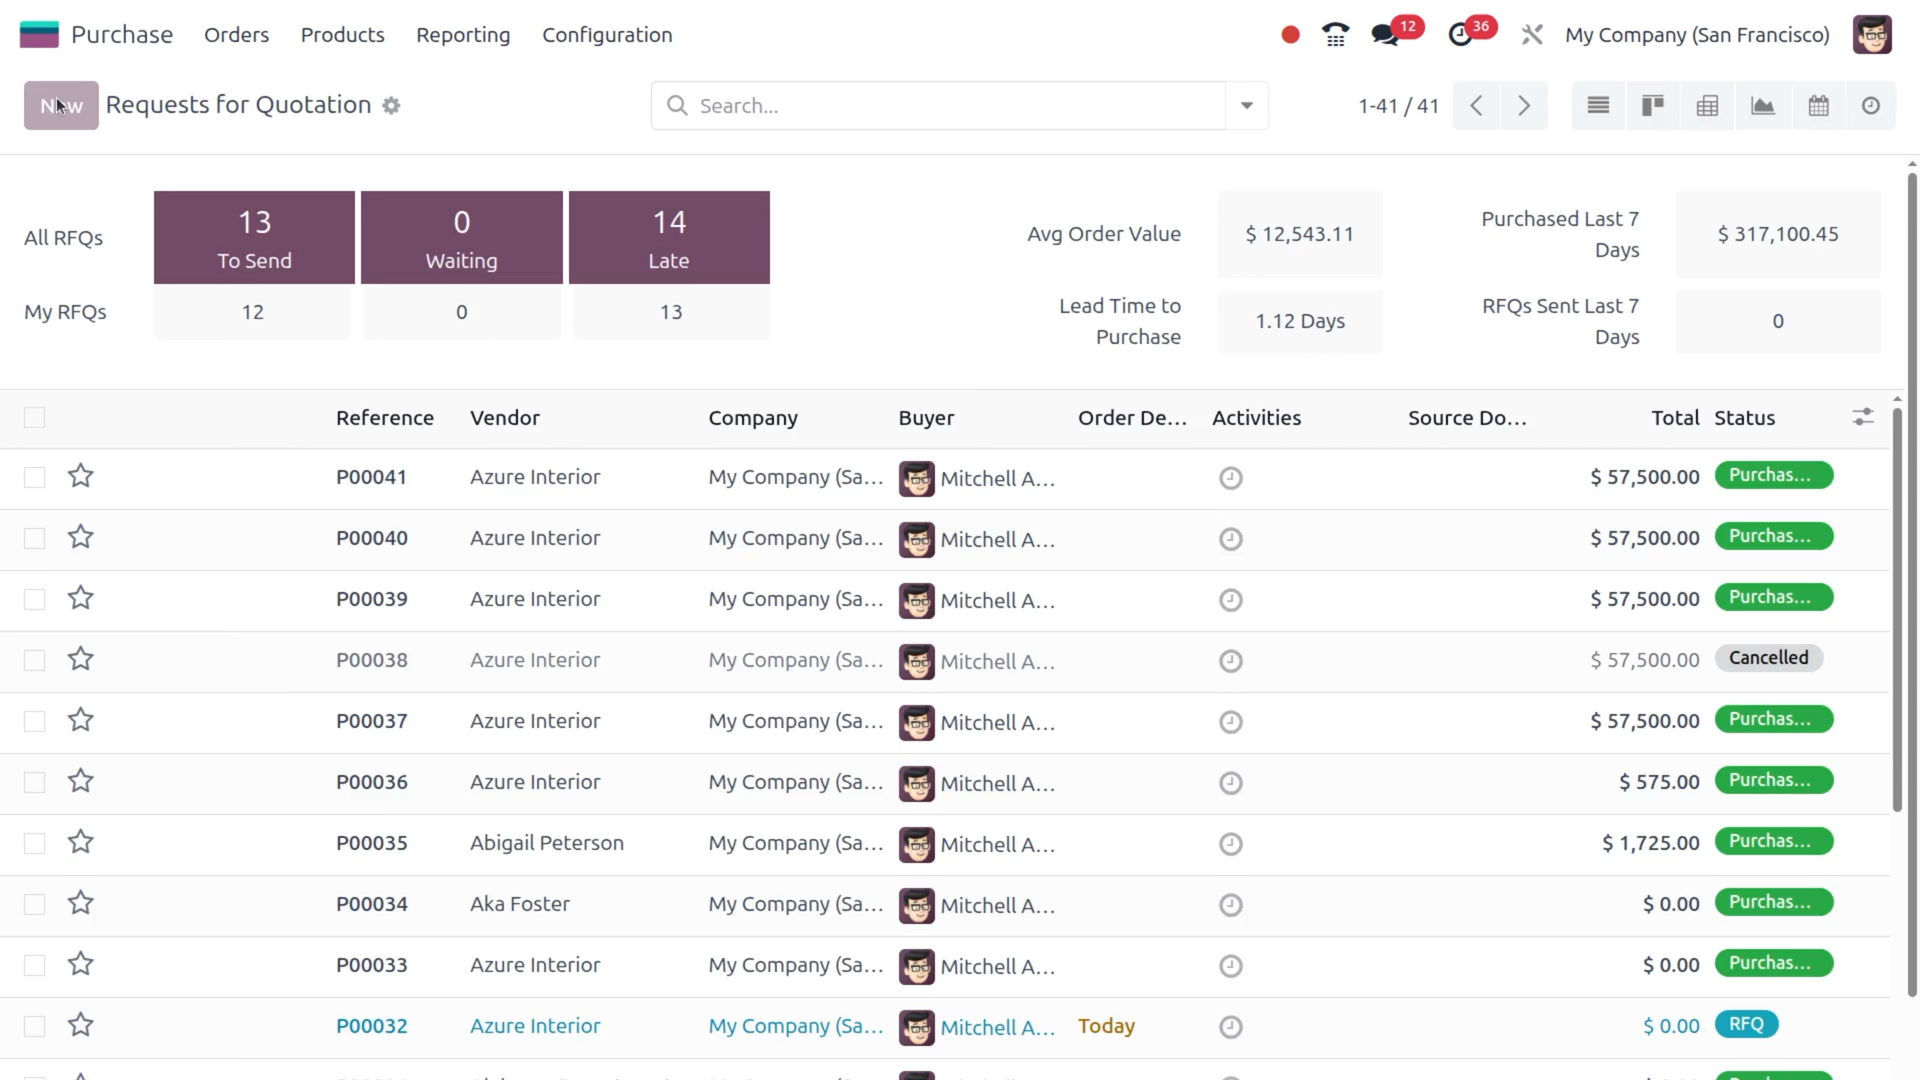 Purchase Orders Products Reporting Configuration 12 36 My Company (San Francisco)
New Requests for Quotation Search... 1-41 / 41
All RFQs 13 To Send 0 Waiting 14 Late
My RFQs 12 0 13
Avg Order Value $ 12,543.11 Purchased Last 7 Days $ 317,100.45
Lead Time to Purchase 1.12 Days RFQs Sent Last 7 Days 0
Reference Vendor Company Buyer Order De... Activities Source Do... Total Status
P00041 Azure Interior My Company (Sa... Mitchell A... $ 57,500.00 Purchas...
P00040 Azure Interior My Company (Sa... Mitchell A... $ 57,500.00 Purchas...
P00039 Azure Interior My Company (Sa... Mitchell A... $ 57,500.00 Purchas...
P00038 Azure Interior My Company (Sa... Mitchell A... $ 57,500.00 Cancelled
P00037 Azure Interior My Company (Sa... Mitchell A... $ 57,500.00 Purchas...
P00036 Azure Interior My Company (Sa... Mitchell A... $ 575.00 Purchas...
P00035 Abigail Peterson My Company (Sa... Mitchell A... $ 1,725.00 Purchas...
P00034 Aka Foster My Company (Sa... Mitchell A... $ 0.00 Purchas...
P00033 Azure Interior My Company (Sa... Mitchell A... $ 0.00 Purchas...
P00032 Azure Interior My Company (Sa... Mitchell A... Today $ 0.00 RFQ